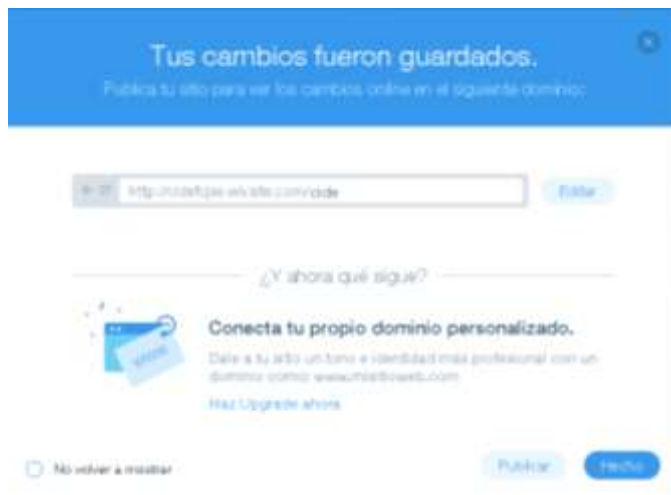 Tus cambios fueron guardados.
Publica tu sitio para ver los cambios online en el siguiente dominio:
Editar
¿Y ahora qué sigue?
Conecta tu propio dominio personalizado.
Dale a tu sitio un tono e identidad más profesional con un
dominio como: www.misitioweb.com
Haz Upgrade ahora
No volver a mostrar
Publicar
Hecho